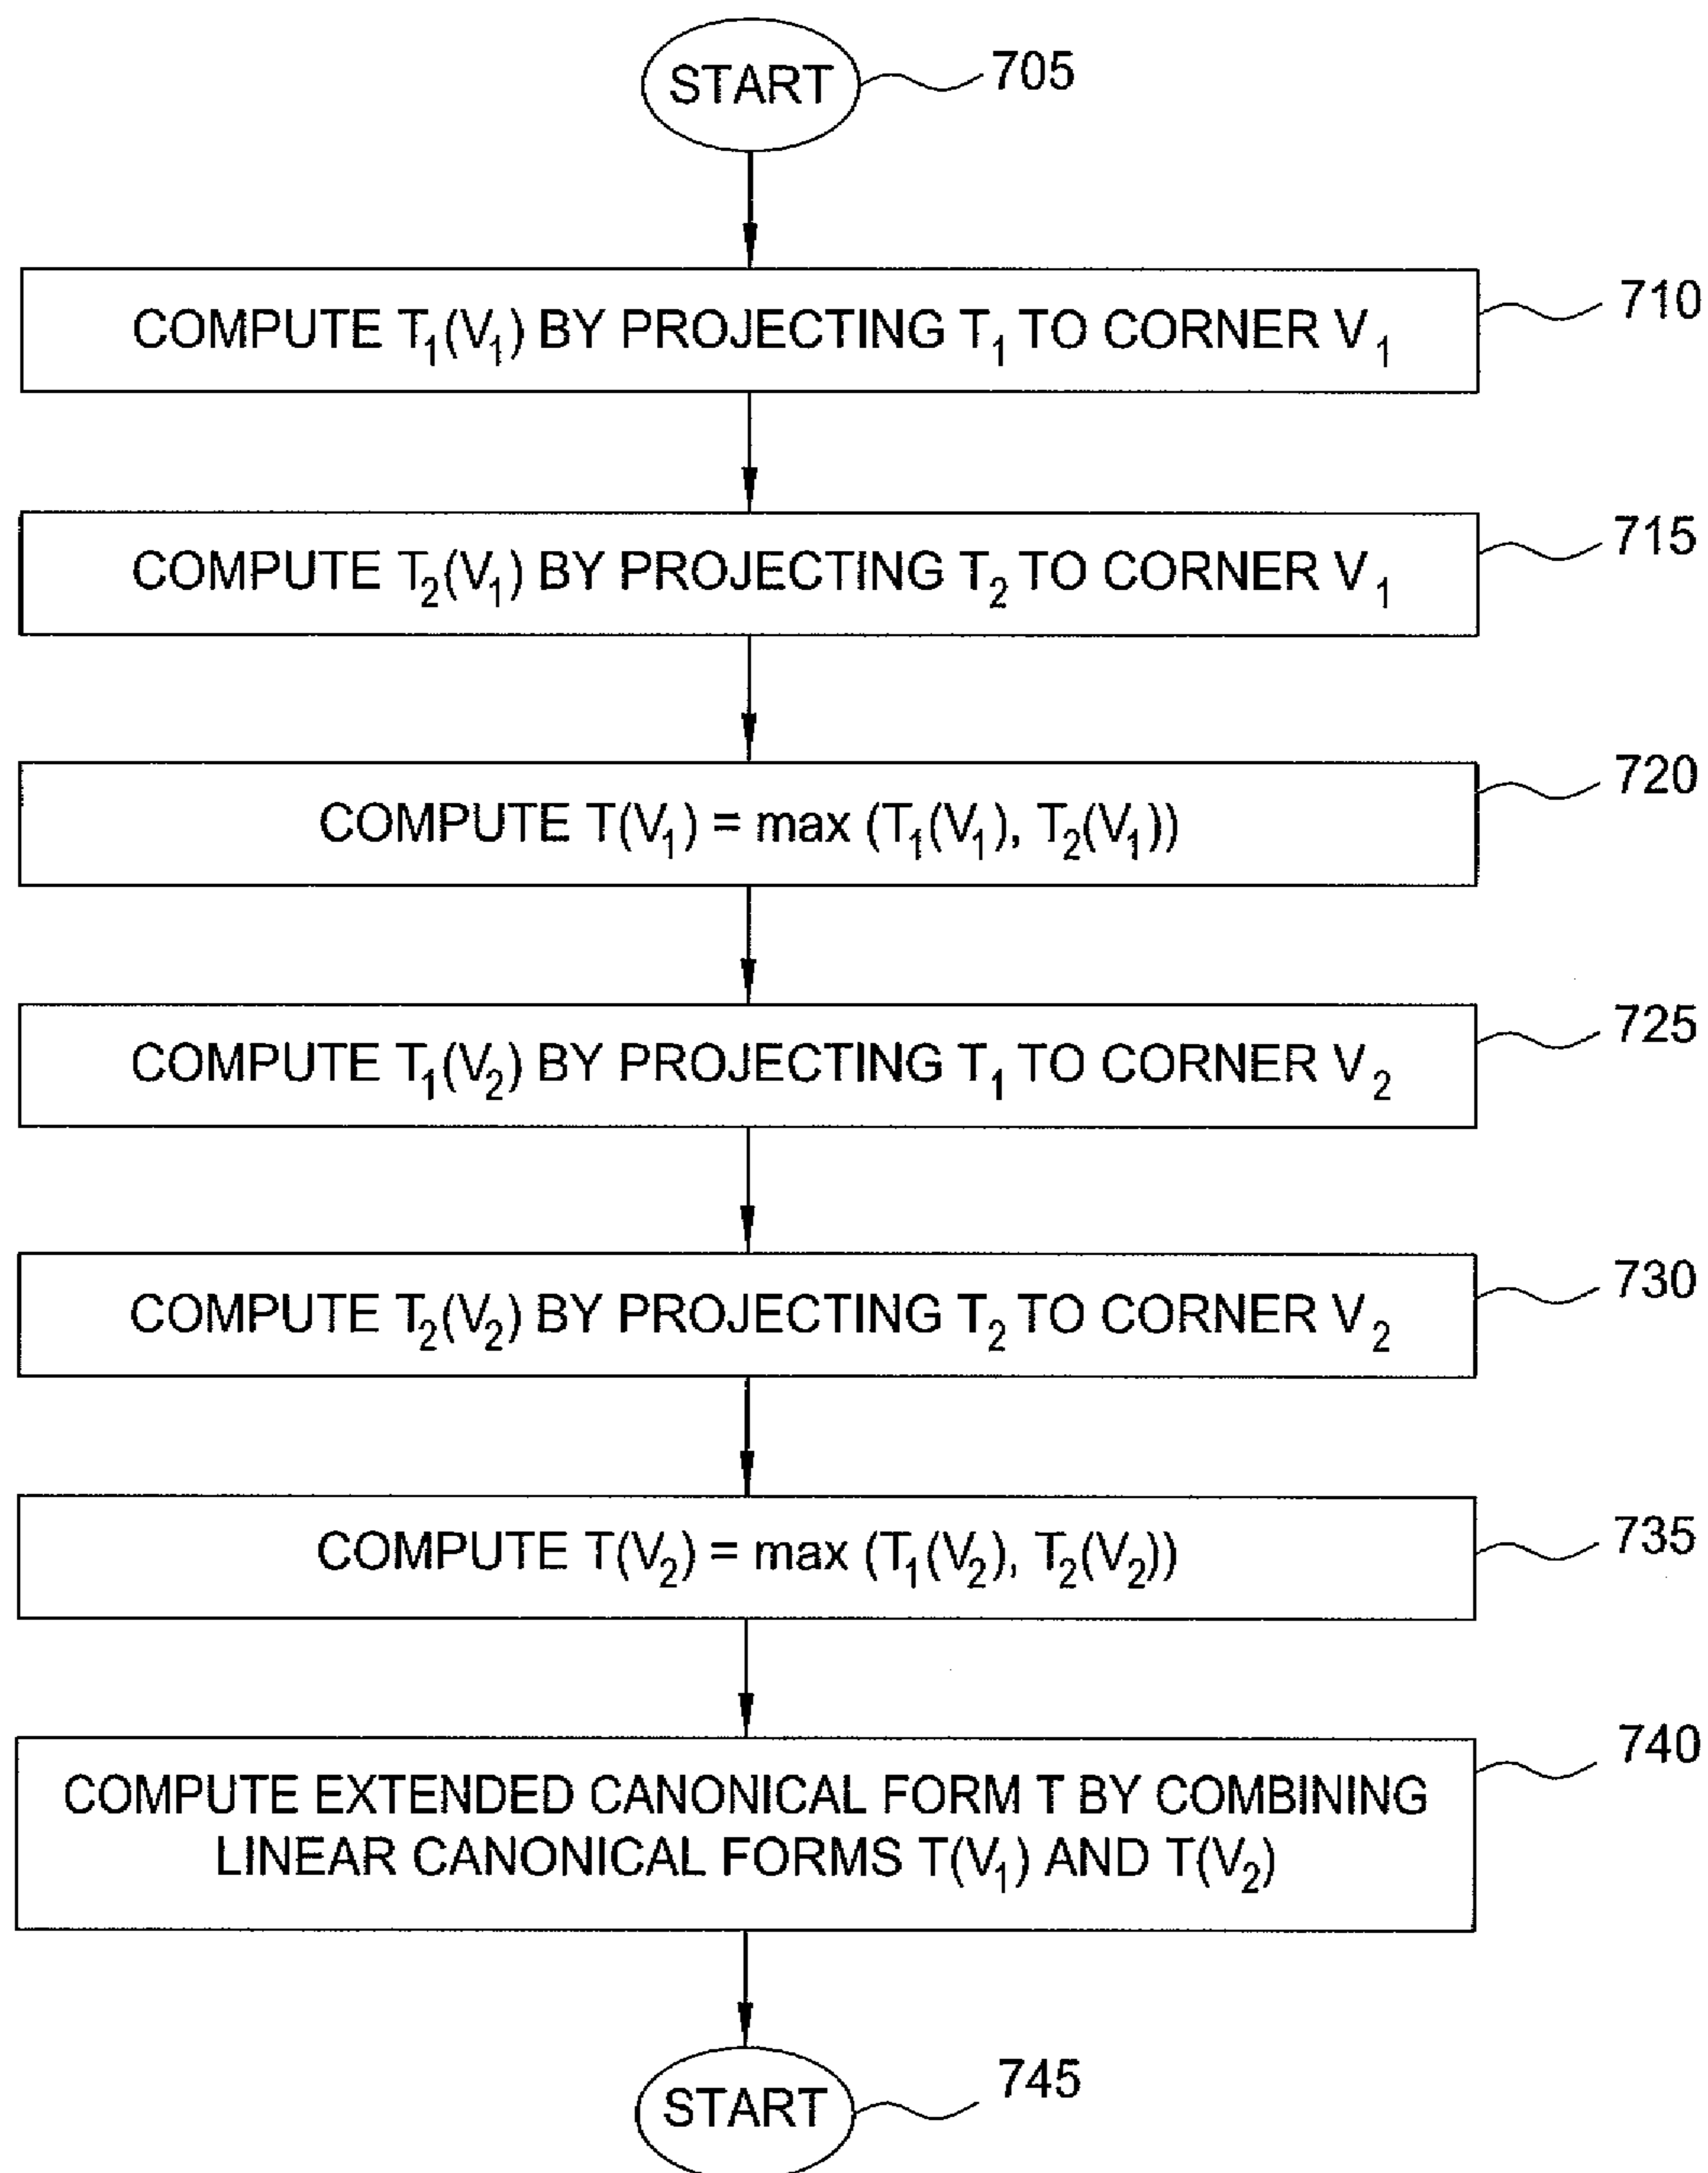 START
705
COMPUTE T₁(V₁) BY PROJECTING T₁ TO CORNER V₁
710
COMPUTE T₂(V₁) BY PROJECTING T₂ TO CORNER V₁
715
COMPUTE T(V₁) = max (T₁(V₁), T₂(V₁))
720
COMPUTE T₁(V₂) BY PROJECTING T₁ TO CORNER V₂
725
COMPUTE T₂(V₂) BY PROJECTING T₂ TO CORNER V₂
730
COMPUTE T(V₂) = max (T₁(V₂), T₂(V₂))
735
COMPUTE EXTENDED CANONICAL FORM T BY COMBINING
LINEAR CANONICAL FORMS T(V₁) AND T(V₂)
740
START
745